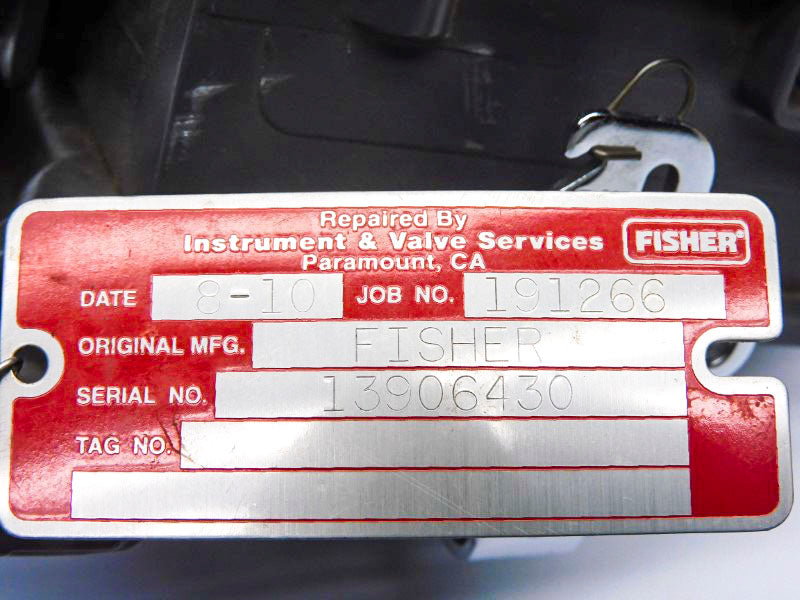 Repaired By
Instrument & Valve Services
Paramount, CA
FISHER®
DATE 8-10 JOB NO. 191266
ORIGINAL MFG. FISHER
SERIAL NO. 13906430
TAG NO.